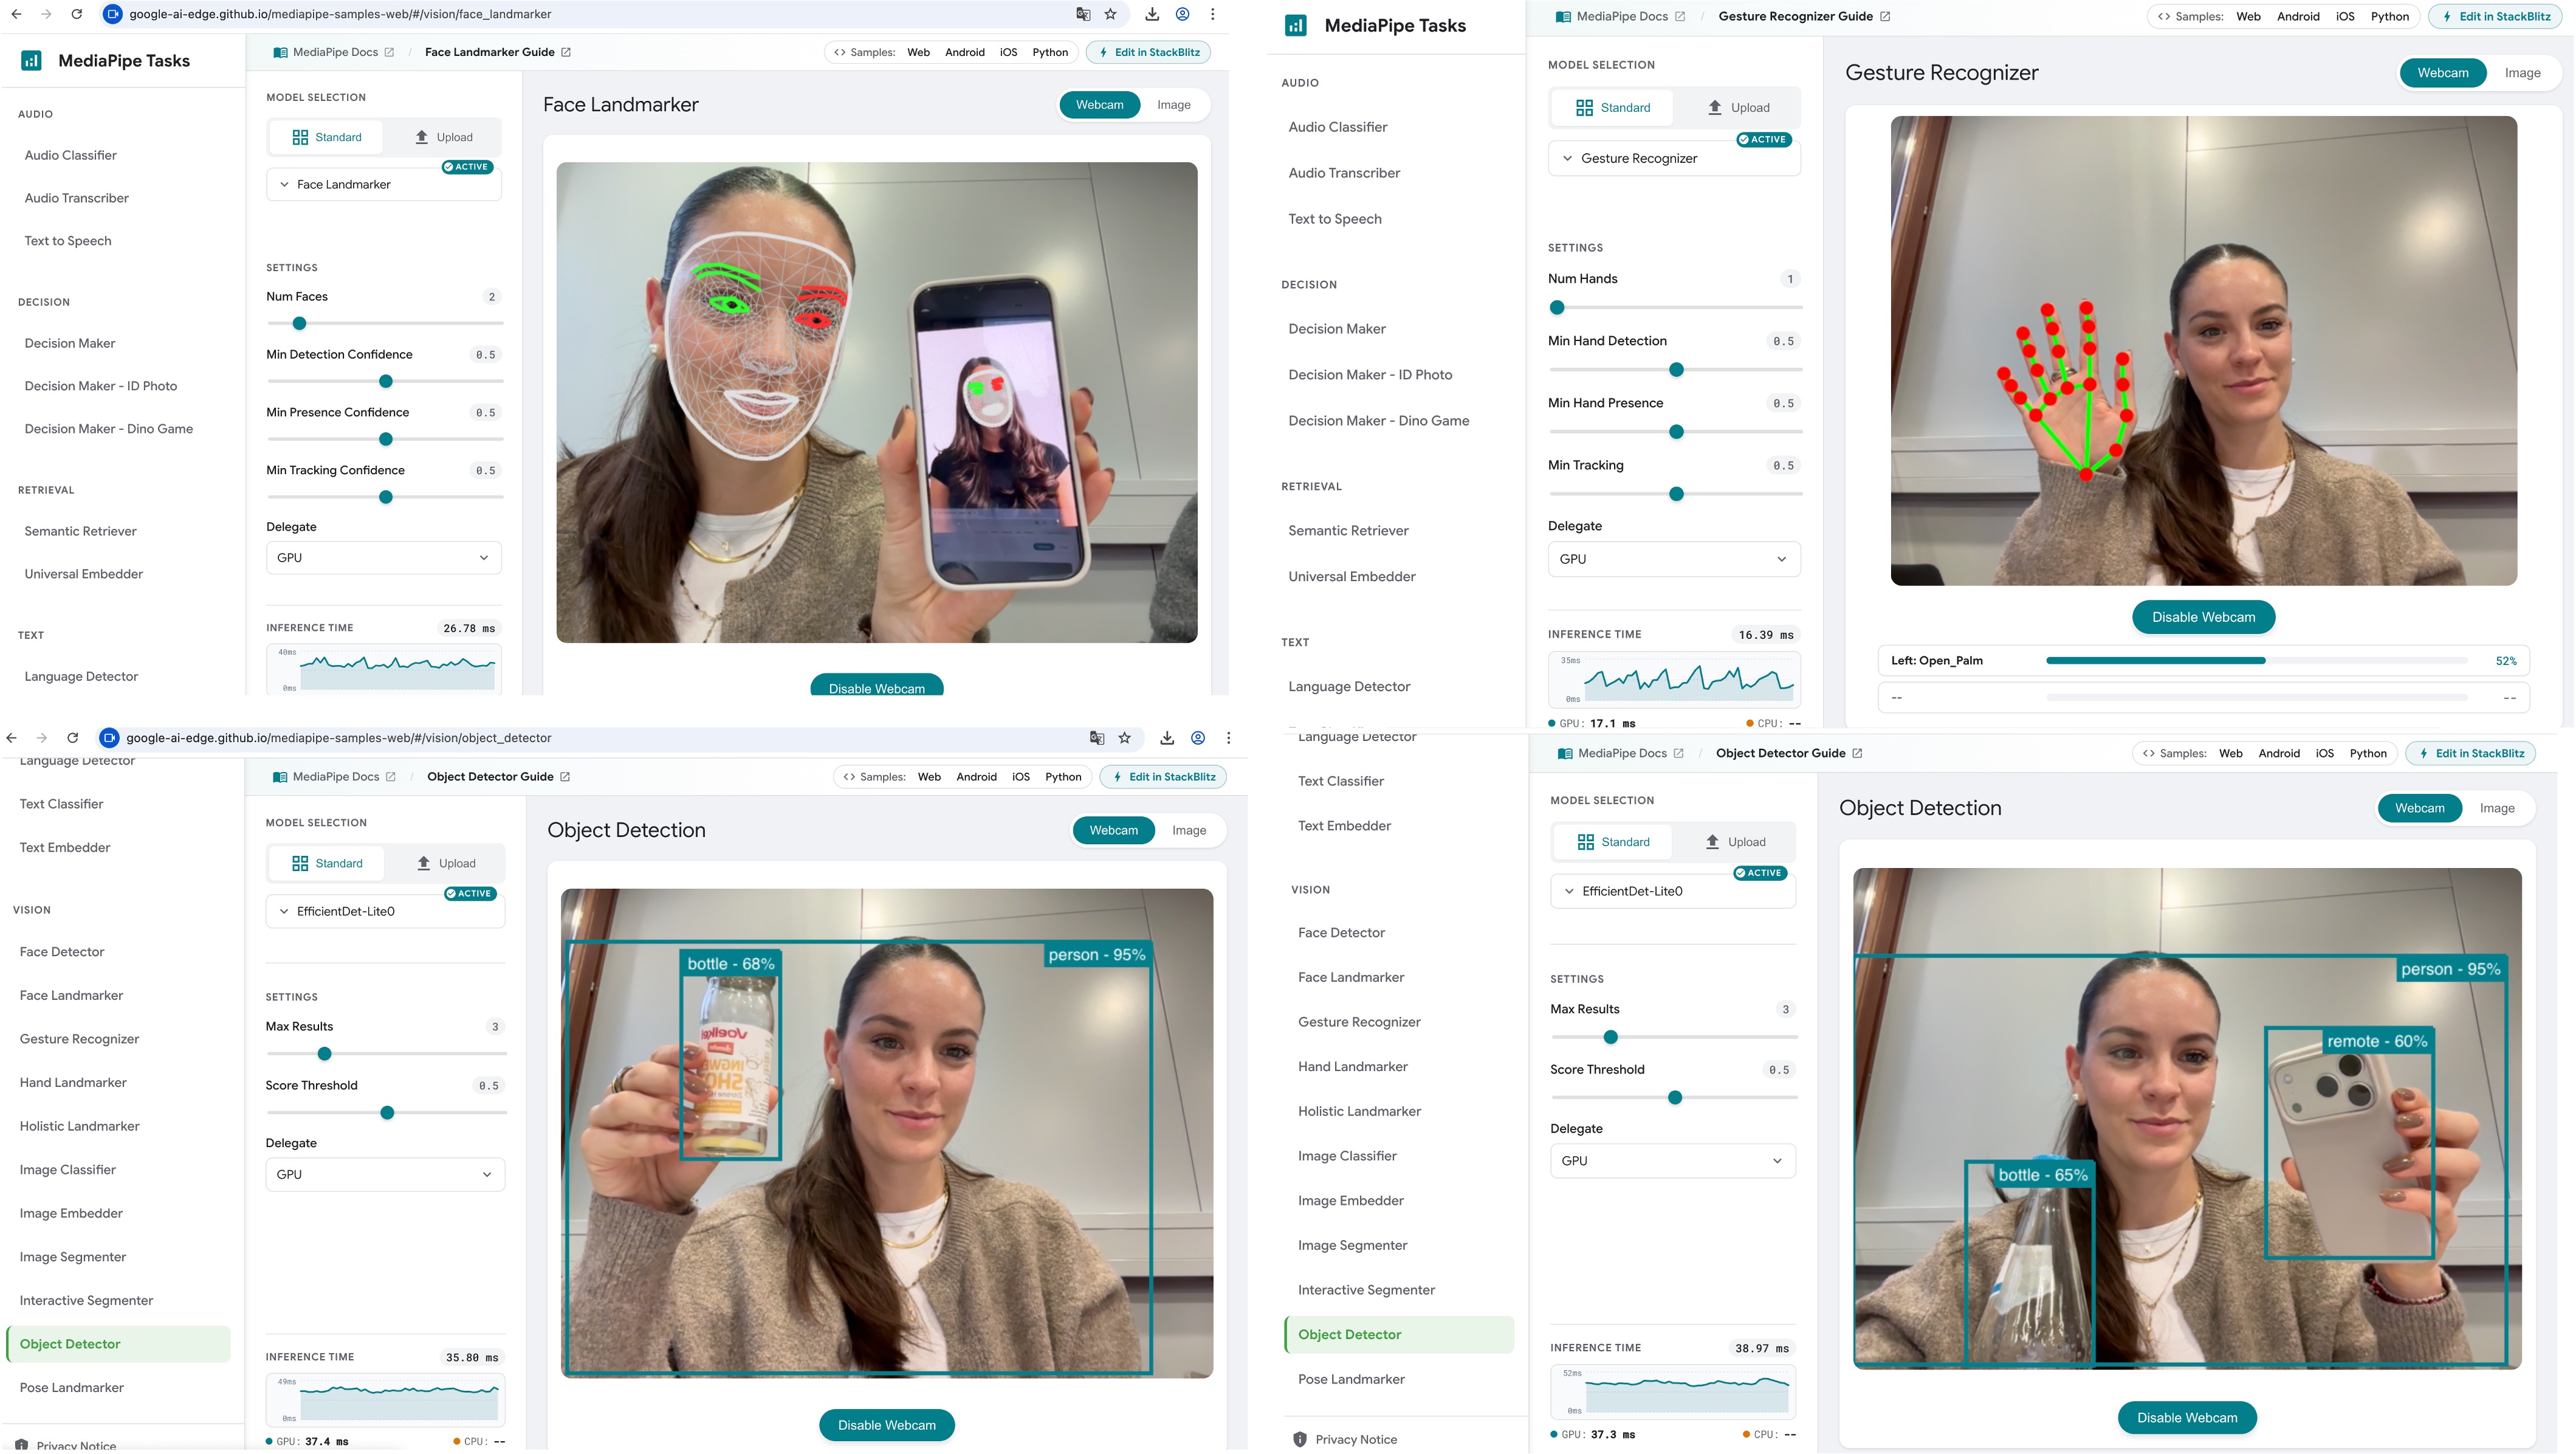 google-ai-edge.github.io/mediapipe-samples-web/#/vision/face_landmarker
MediaPipe Tasks
AUDIO
Audio Classifier
Audio Transcriber
Text to Speech
DECISION
Decision Maker
Decision Maker - ID Photo
Decision Maker - Dino Game
RETRIEVAL
Semantic Retriever
Universal Embedder
TEXT
Language Detector
MediaPipe Docs / Face Landmarker Guide
<> Samples: Web Android iOS Python
Edit in StackBlitz
MODEL SELECTION
Standard Upload
ACTIVE
Face Landmarker
SETTINGS
Num Faces 2
Min Detection Confidence 0.5
Min Presence Confidence 0.5
Min Tracking Confidence 0.5
Delegate
GPU
INFERENCE TIME 26.78 ms
40ms
0ms
Face Landmarker
Webcam Image
Disable Webcam
MediaPipe Tasks
AUDIO
Audio Classifier
Audio Transcriber
Text to Speech
DECISION
Decision Maker
Decision Maker - ID Photo
Decision Maker - Dino Game
RETRIEVAL
Semantic Retriever
Universal Embedder
TEXT
Language Detector
MediaPipe Docs / Gesture Recognizer Guide
<> Samples: Web Android iOS Python
Edit in StackBlitz
MODEL SELECTION
Standard Upload
ACTIVE
Gesture Recognizer
SETTINGS
Num Hands 1
Min Hand Detection 0.5
Min Hand Presence 0.5
Min Tracking 0.5
Delegate
GPU
INFERENCE TIME 16.39 ms
35ms
0ms
GPU: 17.1 ms CPU: --
Gesture Recognizer
Webcam Image
Disable Webcam
Left: Open_Palm 52%
-- --
google-ai-edge.github.io/mediapipe-samples-web/#/vision/object_detector
Language Detector
Text Classifier
Text Embedder
VISION
Face Detector
Face Landmarker
Gesture Recognizer
Hand Landmarker
Holistic Landmarker
Image Classifier
Image Embedder
Image Segmenter
Interactive Segmenter
Object Detector
Pose Landmarker
Privacy Notice
MediaPipe Docs / Object Detector Guide
<> Samples: Web Android iOS Python
Edit in StackBlitz
MODEL SELECTION
Standard Upload
ACTIVE
EfficientDet-Lite0
SETTINGS
Max Results 3
Score Threshold 0.5
Delegate
GPU
INFERENCE TIME 35.80 ms
49ms
0ms
GPU: 37.4 ms CPU: --
Object Detection
Webcam Image
person - 95%
bottle - 68%
Voelkel
INGWER
SHOT
Disable Webcam
Language Detector
Text Classifier
Text Embedder
VISION
Face Detector
Face Landmarker
Gesture Recognizer
Hand Landmarker
Holistic Landmarker
Image Classifier
Image Embedder
Image Segmenter
Interactive Segmenter
Object Detector
Pose Landmarker
Privacy Notice
MediaPipe Docs / Object Detector Guide
<> Samples: Web Android iOS Python
Edit in StackBlitz
MODEL SELECTION
Standard Upload
ACTIVE
EfficientDet-Lite0
SETTINGS
Max Results 3
Score Threshold 0.5
Delegate
GPU
INFERENCE TIME 38.97 ms
52ms
0ms
GPU: 37.3 ms CPU: --
Object Detection
Webcam Image
person - 95%
remote - 60%
bottle - 65%
Disable Webcam